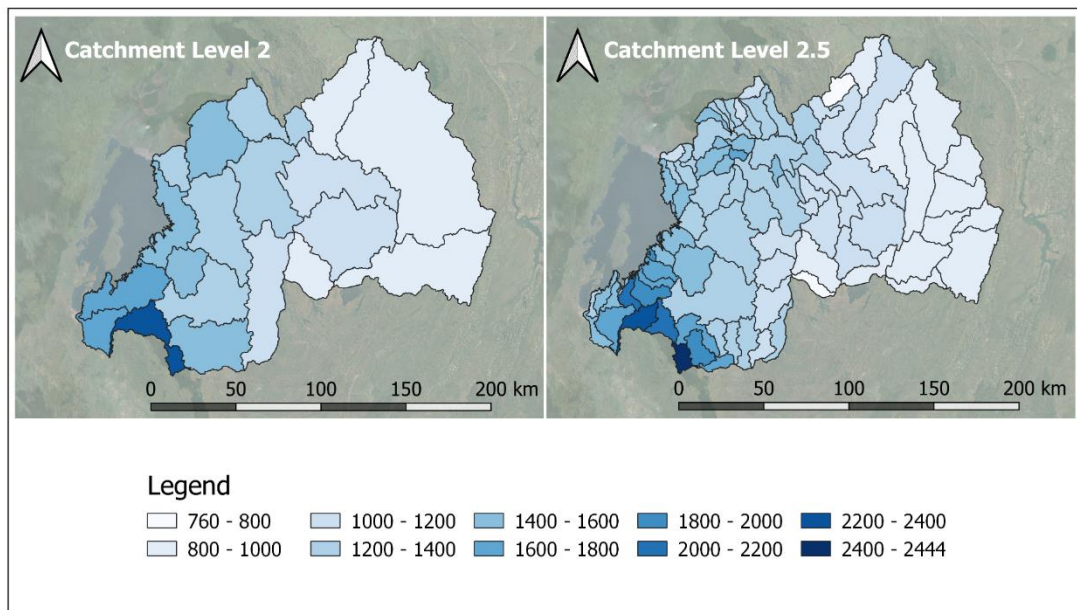 Catchment Level 2
Catchment Level 2.5
0 50 100 150 200 km
0 50 100 150 200 km
Legend
760 - 800
1000 - 1200
1400 - 1600
1800 - 2000
2200 - 2400
800 - 1000
1200 - 1400
1600 - 1800
2000 - 2200
2400 - 2444